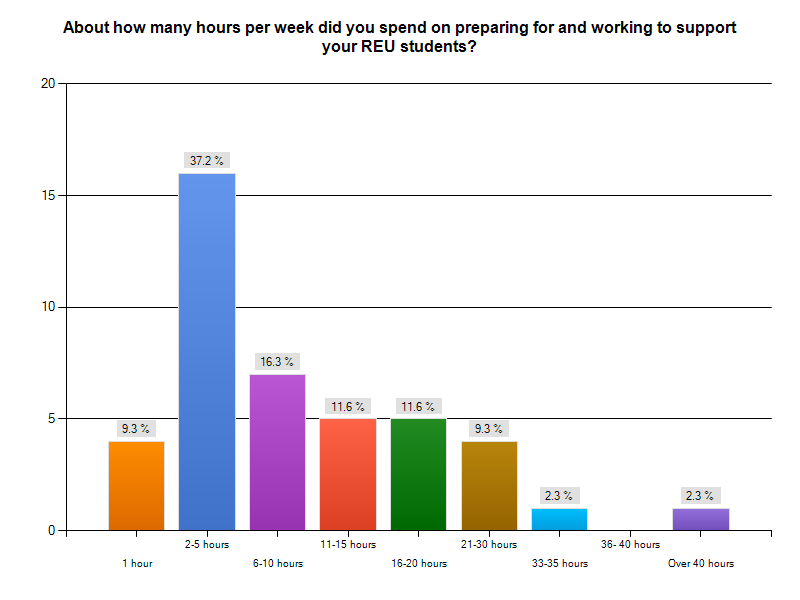 About how many hours per week did you spend on preparing for and working to support
your REU students?
20
15
10
5
0
9.3 %
37.2 %
16.3 %
11.6 %
11.6 %
9.3 %
2.3 %
2.3 %
1 hour
2-5 hours
6-10 hours
11-15 hours
16-20 hours
21-30 hours
33-35 hours
36- 40 hours
Over 40 hours